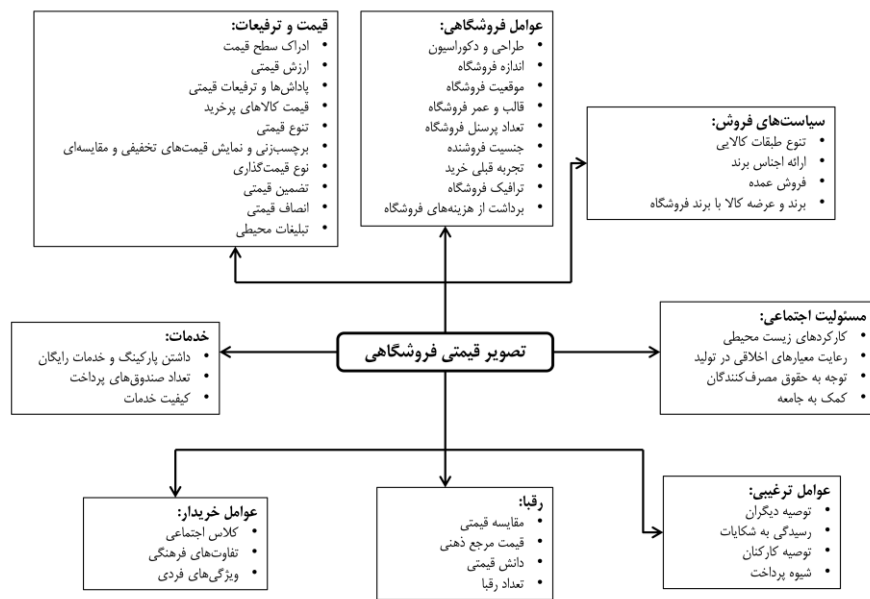 قیمت و ترفیعات:
ادراک سطح قیمت
ارزش قیمتی
پاداش‌ها و ترفیعات قیمتی
قیمت کالاهای پرخرید
تنوع قیمتی
برچسب‌زنی و نمایش قیمت‌های تخفیفی و مقایسه‌ای
نوع قیمت‌گذاری
تضمین قیمتی
انصاف قیمتی
تبلیغات محیطی
عوامل فروشگاهی:
طراحی و دکوراسیون
اندازه فروشگاه
موقعیت فروشگاه
قالب و عمر فروشگاه
تعداد پرسنل فروشگاه
جنسیت فروشنده
تجربه قبلی خرید
ترافیک فروشگاه
برداشت از هزینه‌های فروشگاه
سیاست‌های فروش:
تنوع طبقات کالایی
ارائه اجناس برند
فروش عمده
برند و عرضه کالا با برند فروشگاه
خدمات:
داشتن پارکینگ و خدمات رایگان
تعداد صندوق‌های پرداخت
کیفیت خدمات
تصویر قیمتی فروشگاهی
مسئولیت اجتماعی:
کارکردهای زیست محیطی
رعایت معیارهای اخلاقی در تولید
توجه به حقوق مصرف‌کنندگان
کمک به جامعه
عوامل خریدار:
کلاس اجتماعی
تفاوت‌های فرهنگی
ویژگی‌های فردی
رقبا:
مقایسه قیمتی
قیمت مرجع ذهنی
دانش قیمتی
تعداد رقبا
عوامل ترغیبی:
توصیه دیگران
رسیدگی به شکایات
توصیه کارکنان
شیوه پرداخت